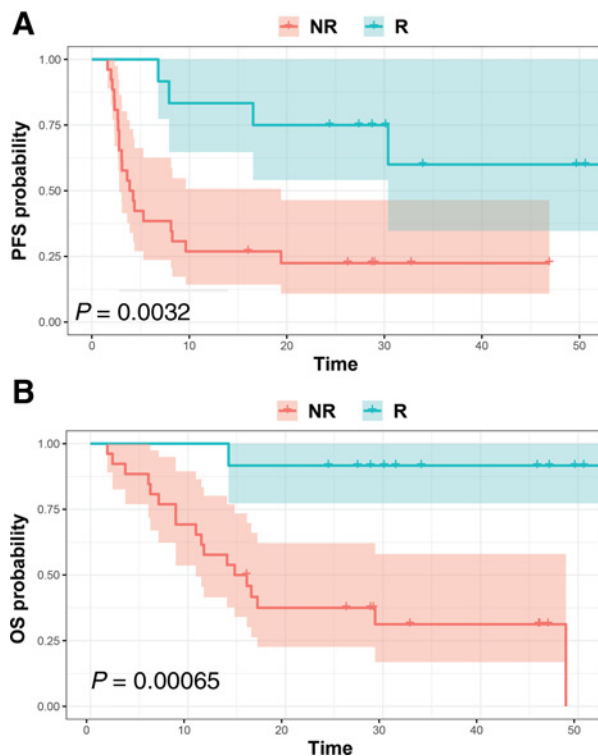 A
NR R
PFS probability
1.00
0.75
0.50
0.25
0.00
P = 0.0032
0 10 20 30 40 50
Time
B
NR R
OS probability
1.00
0.75
0.50
0.25
0.00
P = 0.00065
0 10 20 30 40 50
Time